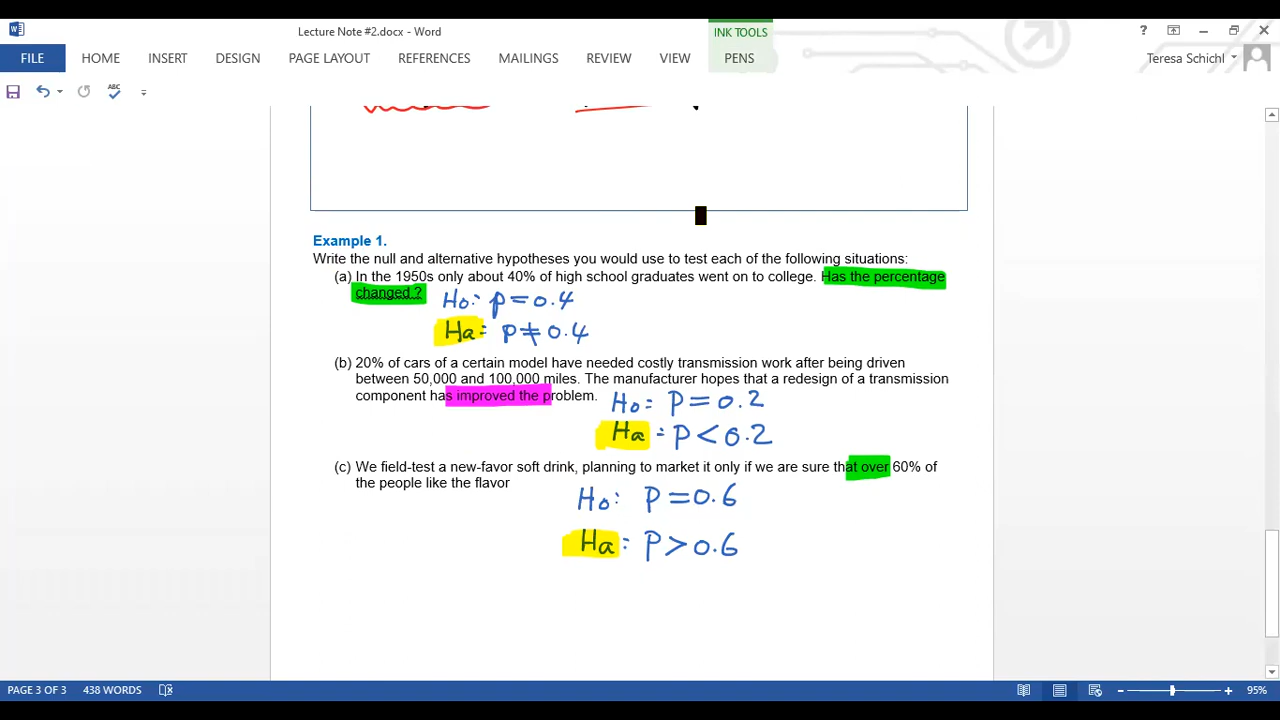 Lecture Note #2.docx - Word
INK TOOLS
?
FILE HOME INSERT DESIGN PAGE LAYOUT REFERENCES MAILINGS REVIEW VIEW PENS
Teresa Schichl
ABC
Example 1.
Write the null and alternative hypotheses you would use to test each of the following situations:
(a) In the 1950s only about 40% of high school graduates went on to college. Has the percentage
changed ? Ho: p = 0.4
Ha: p ≠ 0.4
(b) 20% of cars of a certain model have needed costly transmission work after being driven
between 50,000 and 100,000 miles. The manufacturer hopes that a redesign of a transmission
component has improved the problem. Ho: p = 0.2
Ha: p < 0.2
(c) We field-test a new-favor soft drink, planning to market it only if we are sure that over 60% of
the people like the flavor
Ho: p = 0.6
Ha: p > 0.6
PAGE 3 OF 3 438 WORDS
95%